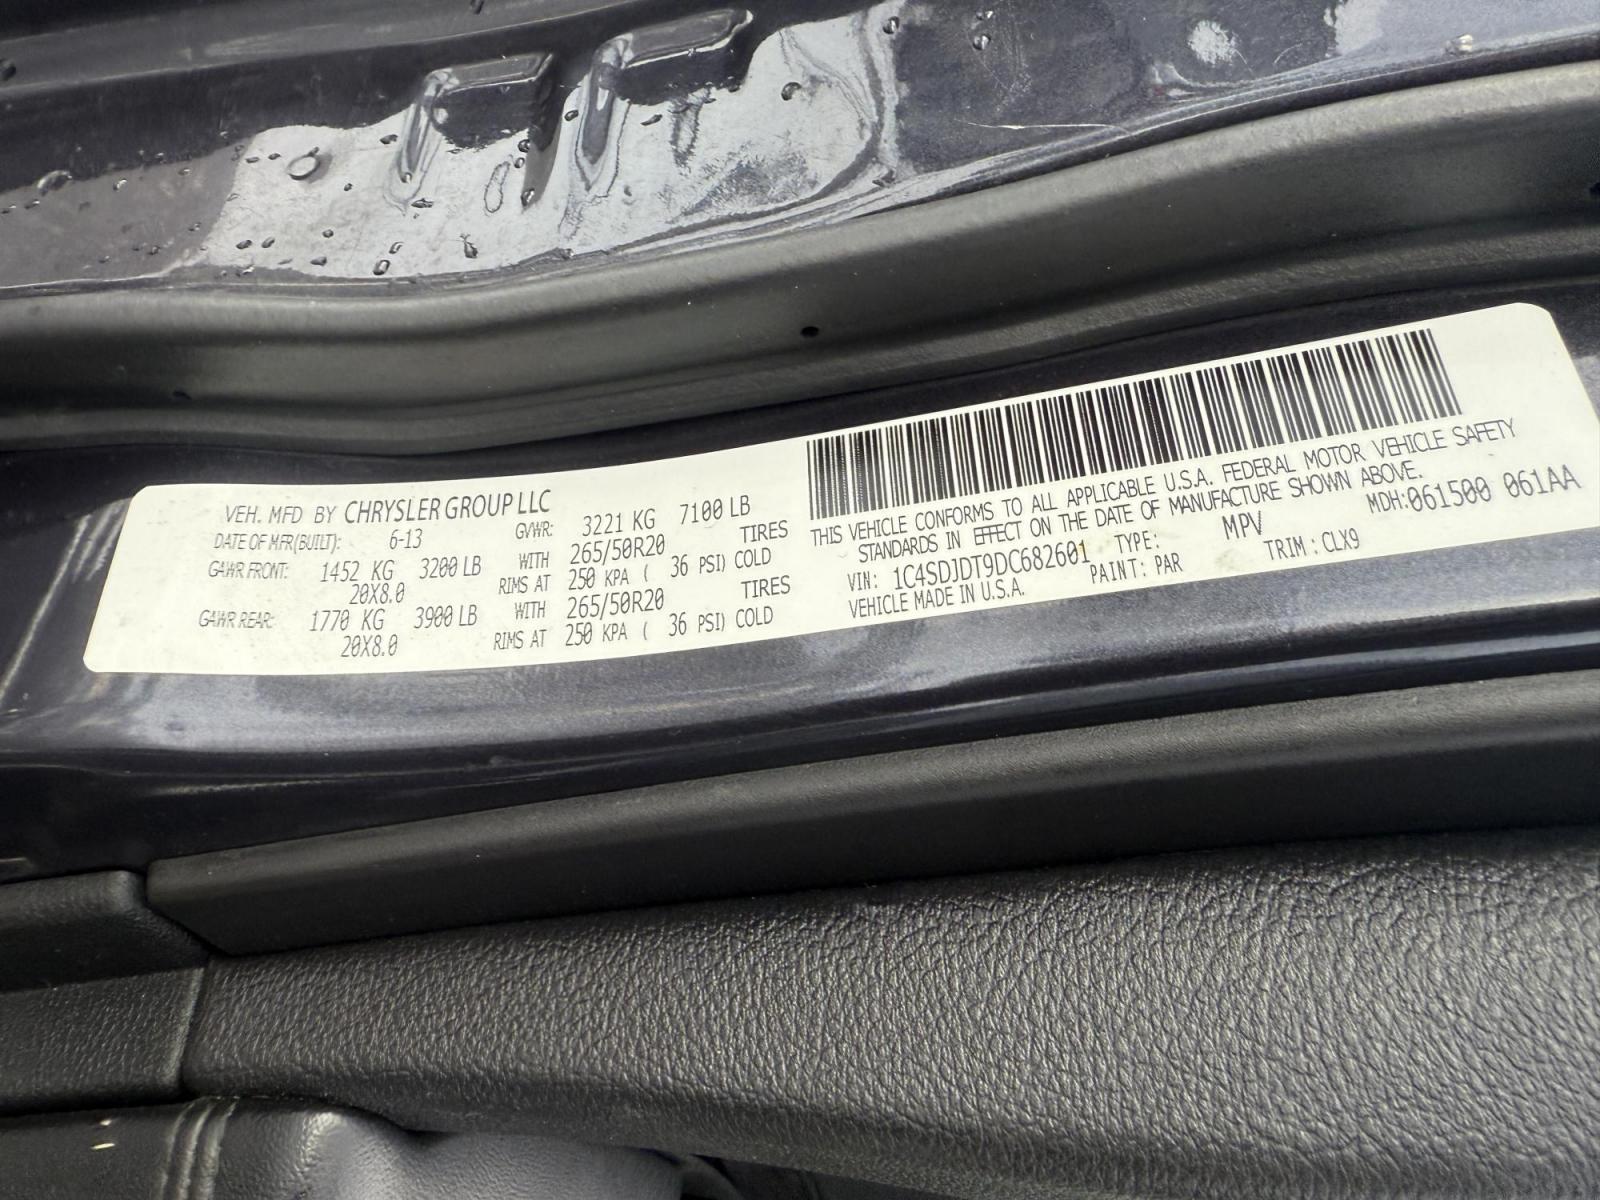 VEH. MFD BY CHRYSLER GROUP LLC
DATE OF MFR(BUILT): 6-13 GVWR: 3221 KG 7100 LB
GAWR FRONT: 1452 KG 3200 LB WITH 265/50R20 TIRES
20X8.0 RIMS AT 250 KPA ( 36 PSI) COLD
GAWR REAR: 1770 KG 3900 LB WITH 265/50R20 TIRES
20X8.0 RIMS AT 250 KPA ( 36 PSI) COLD
THIS VEHICLE CONFORMS TO ALL APPLICABLE U.S.A. FEDERAL MOTOR VEHICLE SAFETY
STANDARDS IN EFFECT ON THE DATE OF MANUFACTURE SHOWN ABOVE.
MDH:061500 061AA
VIN: 1C4SDJDT9DC682601 TYPE: MPV
VEHICLE MADE IN U.S.A. PAINT: PAR TRIM: CLX9